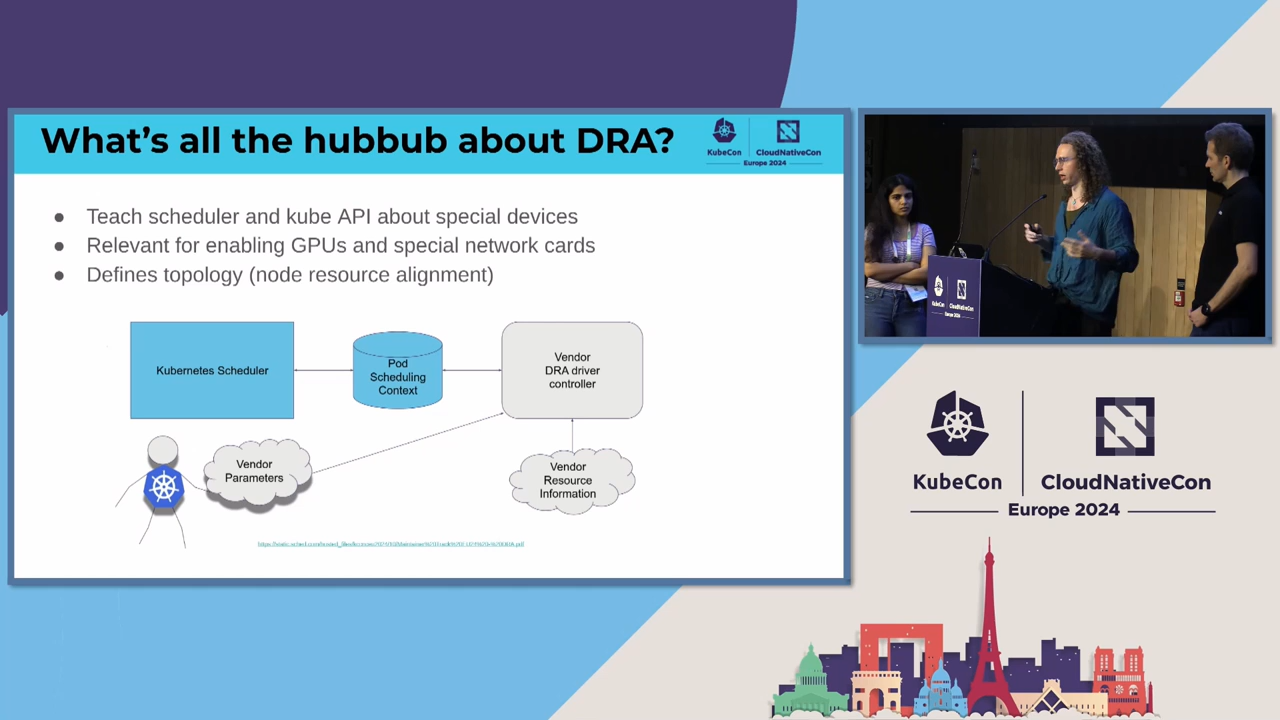 What's all the hubbub about DRA?
KubeCon
CloudNativeCon
Europe 2024
● Teach scheduler and kube API about special devices
● Relevant for enabling GPUs and special network cards
● Defines topology (node resource alignment)
Kubernetes Scheduler
Pod
Scheduling
Context
Vendor
DRA driver
controller
Vendor
Parameters
Vendor
Resource
Information
KubeCon
CloudNativeCon
Europe 2024